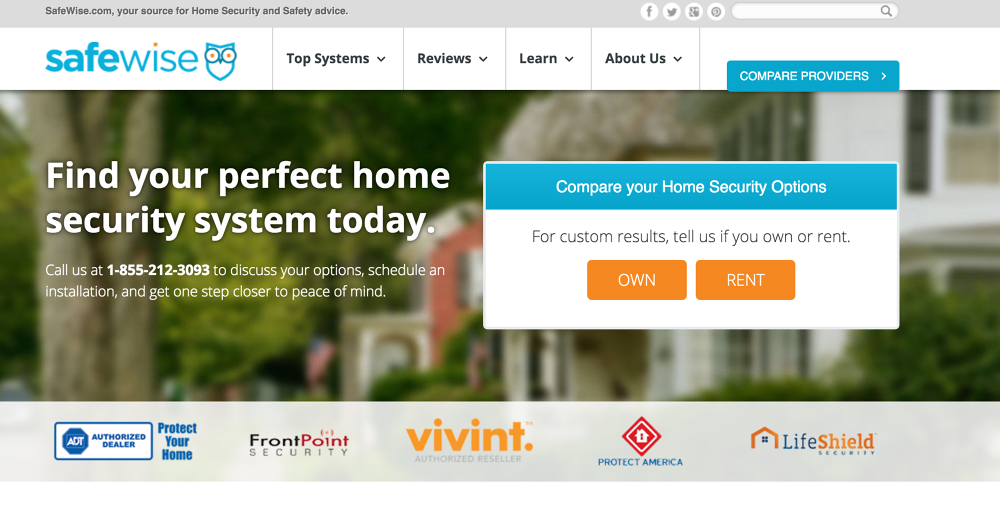 SafeWise.com, your source for Home Security and Safety advice.
safewise
Top Systems
Reviews
Learn
About Us
COMPARE PROVIDERS
Find your perfect home
security system today.
Call us at 1-855-212-3093 to discuss your options, schedule an
installation, and get one step closer to peace of mind.
Compare your Home Security Options
For custom results, tell us if you own or rent.
OWN
RENT
ADT
AUTHORIZED
DEALER
Protect
Your
Home
FrontPoint
SECURITY
vivint.
AUTHORIZED RESELLER
PROTECT AMERICA
LifeShield
SECURITY